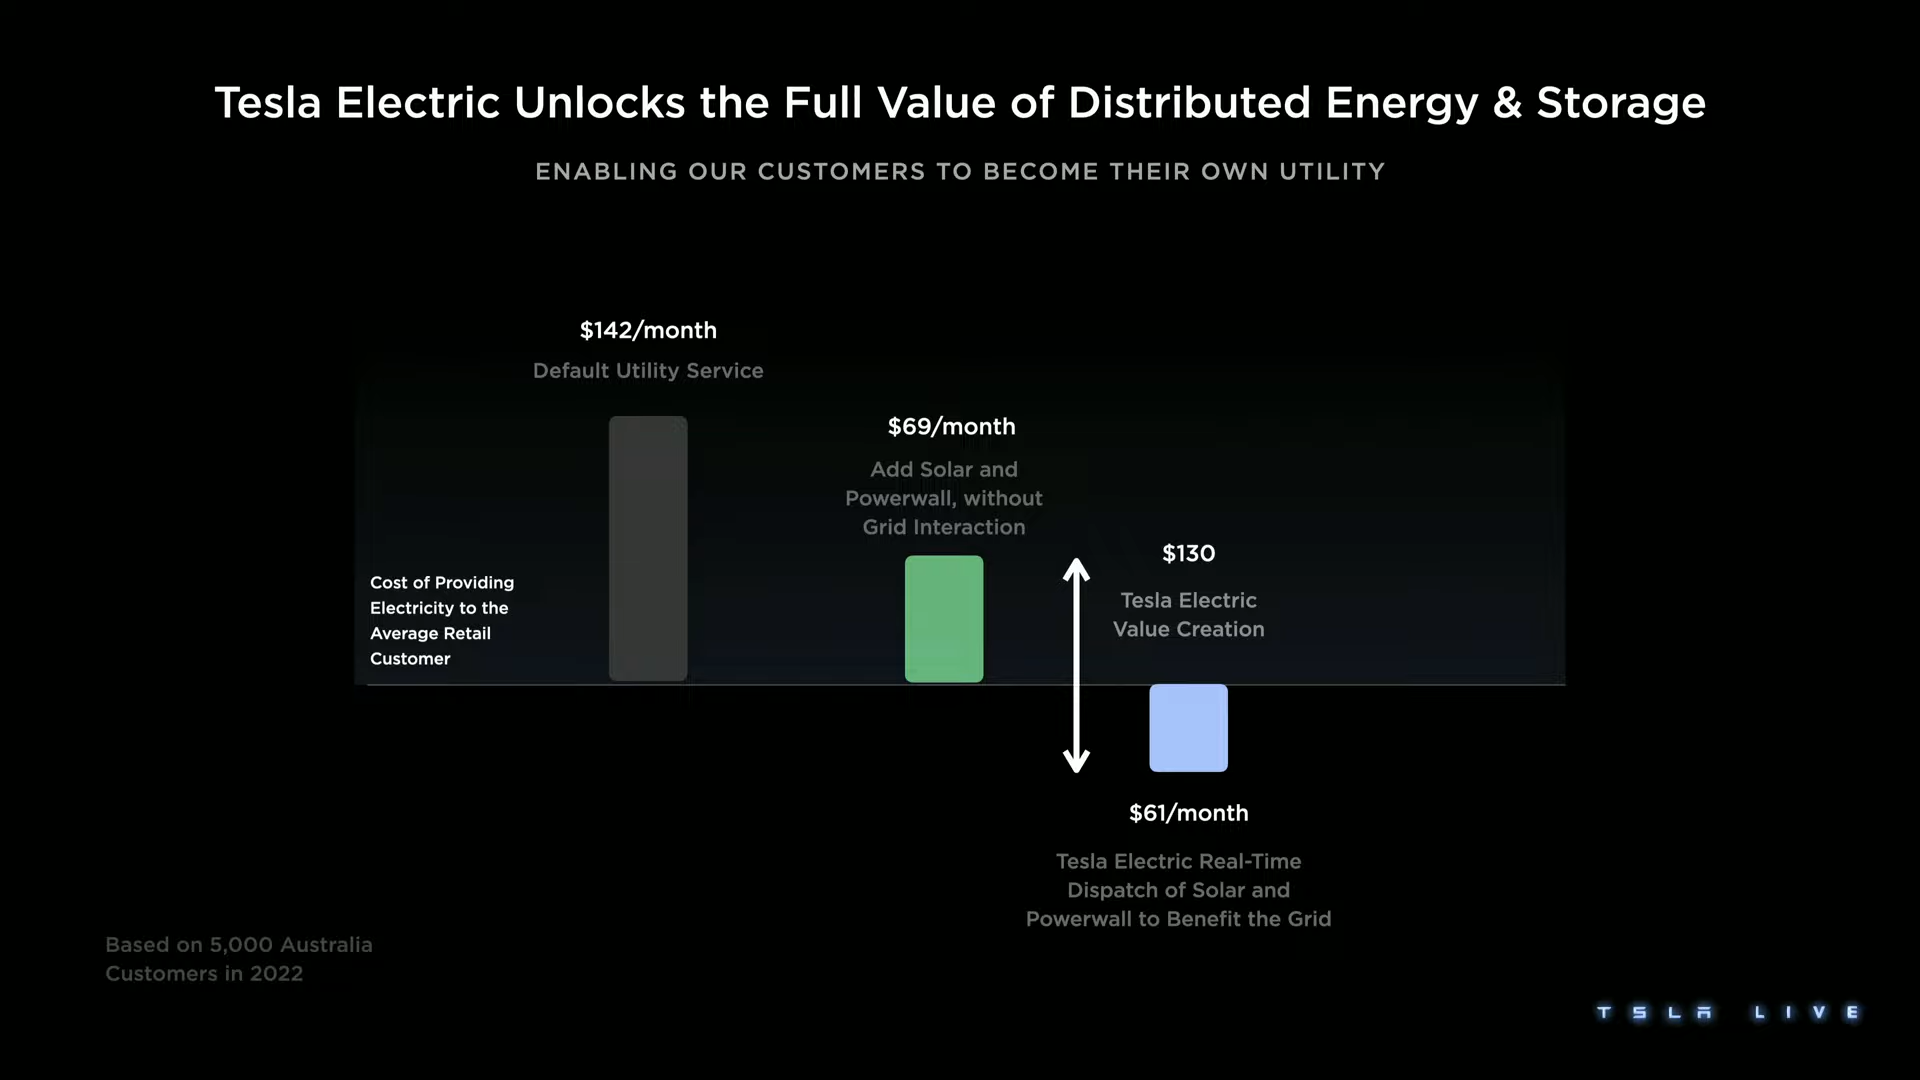 Tesla Electric Unlocks the Full Value of Distributed Energy & Storage
ENABLING OUR CUSTOMERS TO BECOME THEIR OWN UTILITY
$142/month
Default Utility Service
$69/month
Add Solar and
Powerwall, without
Grid Interaction
$130
Tesla Electric
Value Creation
Cost of Providing
Electricity to the
Average Retail
Customer
$61/month
Tesla Electric Real-Time
Dispatch of Solar and
Powerwall to Benefit the Grid
Based on 5,000 Australia
Customers in 2022
TSLA LIVE